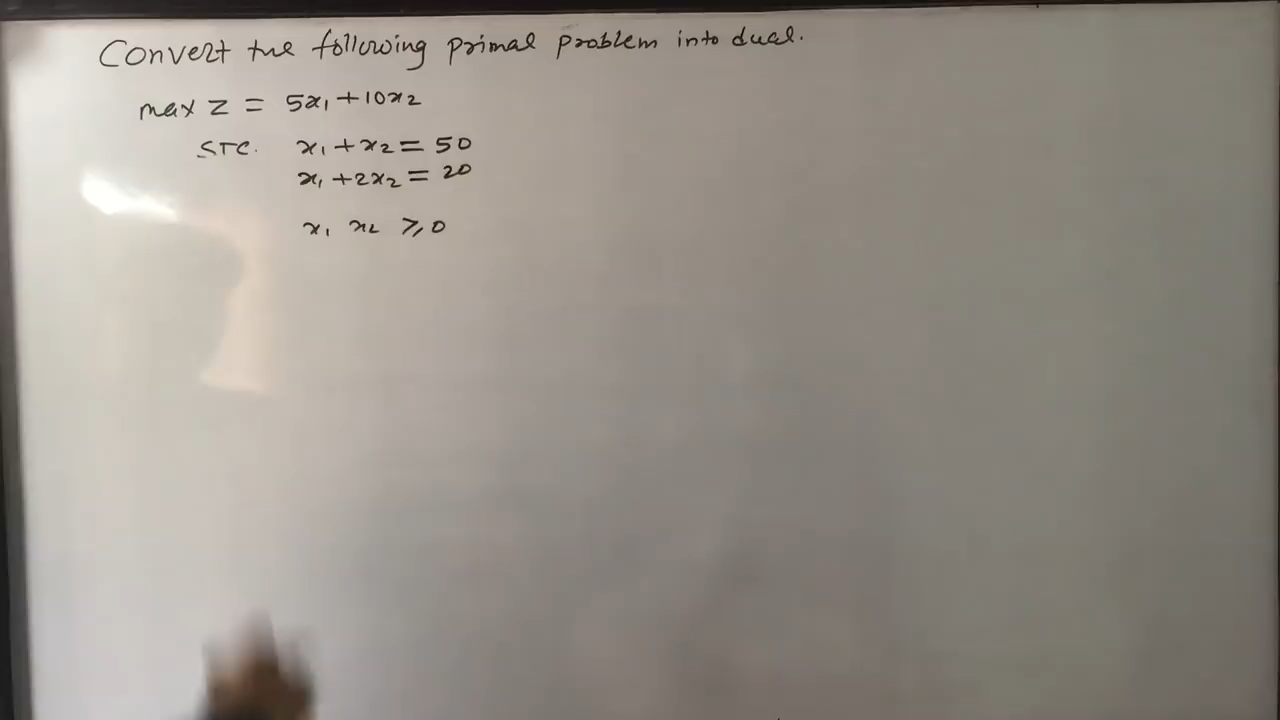 Convert the following primal problem into dual.
max Z = 5x₁ + 10x₂
STC. x₁ + x₂ = 50
x₁ + 2x₂ = 20
x₁ x₂ ⩾ 0